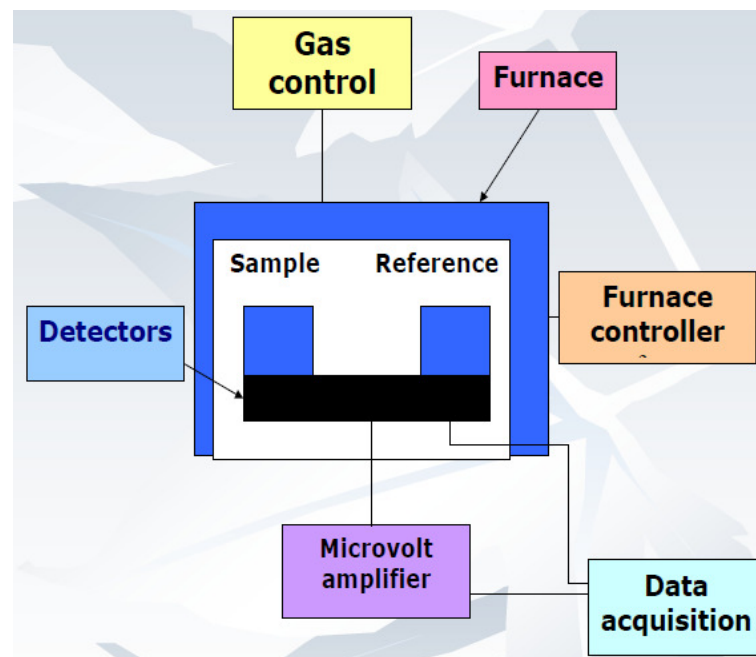 Gas
control
Furnace
Sample
Reference
Detectors
Furnace
controller
Microvolt
amplifier
Data
acquisition